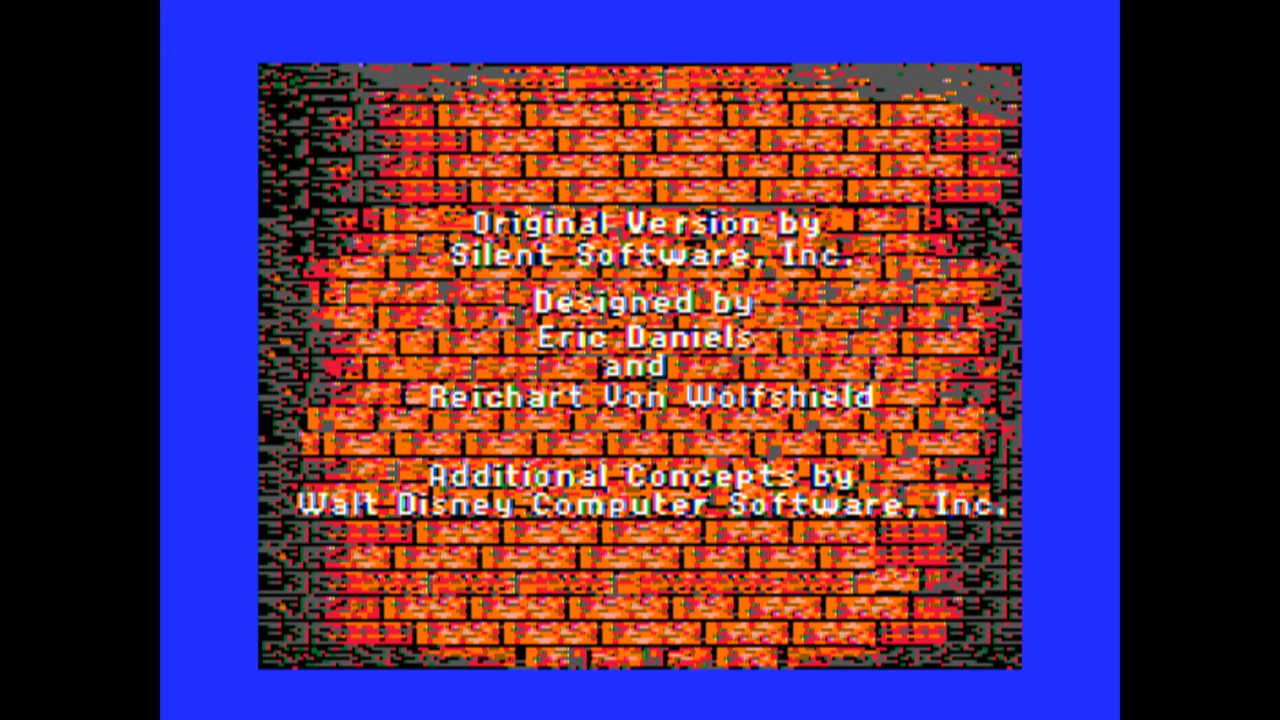 Original Version by
Silent Software, Inc.
Designed by
Eric Daniels
and
Reichart Von Wolfshield
Additional Concepts by
Walt Disney Computer Software, Inc.